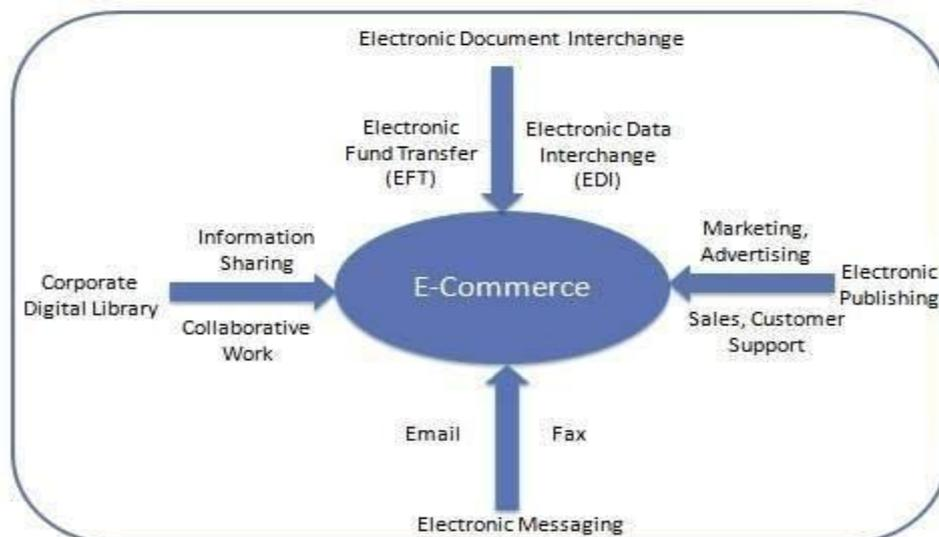 Electronic Document Interchange
Electronic
Fund Transfer
(EFT)
Electronic Data
Interchange
(EDI)
Information
Sharing
Marketing,
Advertising
Corporate
Digital Library
E-Commerce
Electronic
Publishing
Collaborative
Work
Sales, Customer
Support
Email
Fax
Electronic Messaging